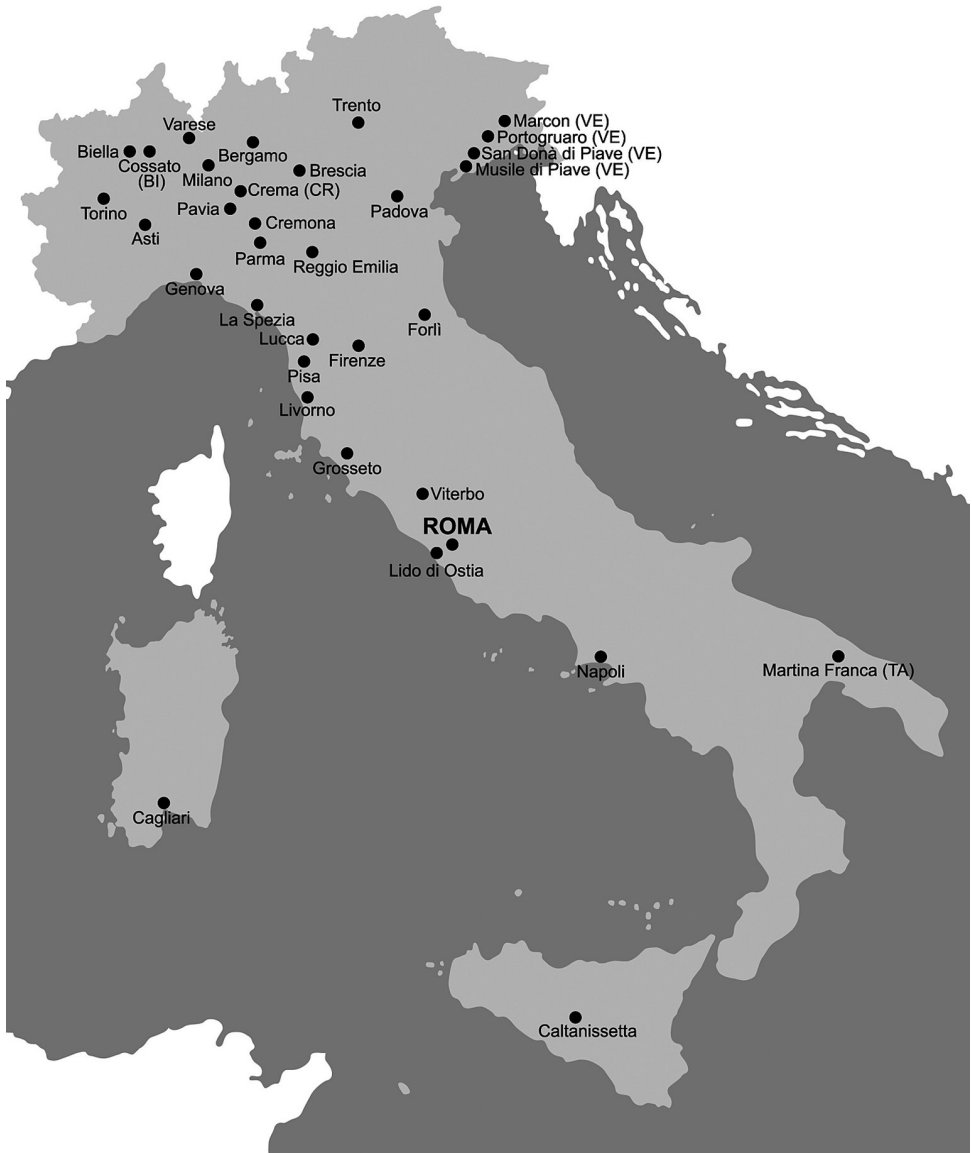 Trento
Marcon (VE)
Varese
Portogruaro (VE)
Biella
Cossato
(BI)
Bergamo
San Donà di Piave (VE)
Milano
Brescia
Musile di Piave (VE)
Crema (CR)
Torino
Pavia
Padova
Asti
Cremona
Parma
Reggio Emilia
Genova
La Spezia
Forlì
Lucca
Firenze
Pisa
Livorno
Grosseto
Viterbo
ROMA
Lido di Ostia
Napoli
Martina Franca (TA)
Cagliari
Caltanissetta